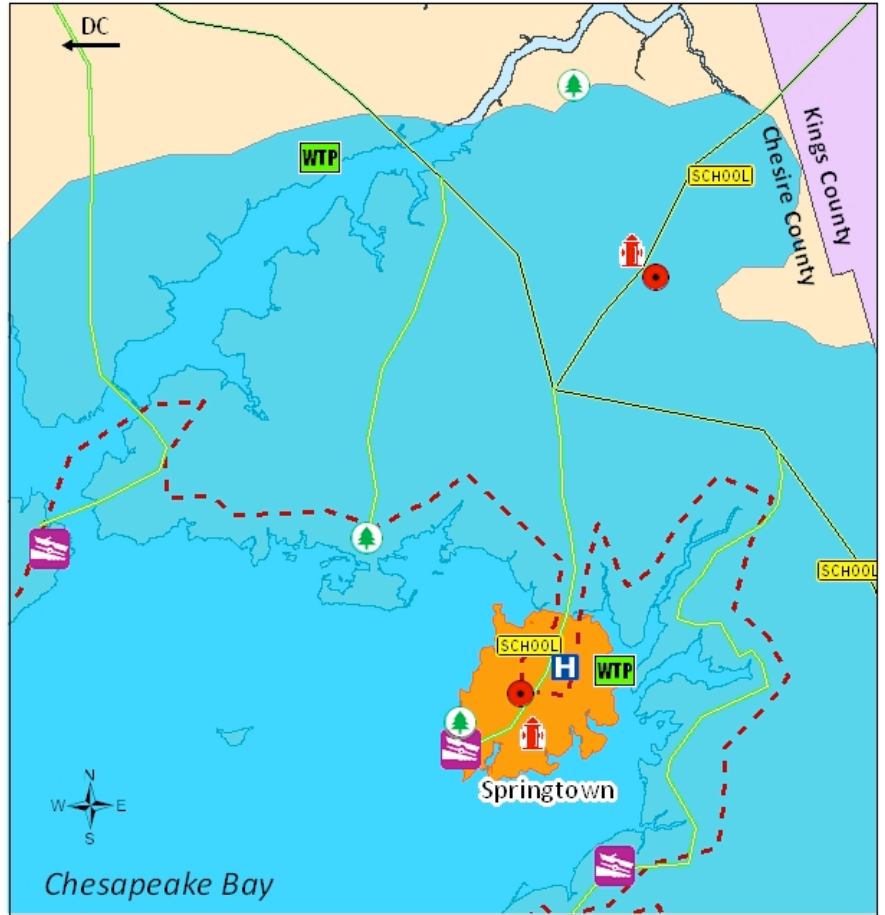 DC
WTP
Kings County
Chesire County
SCHOOL
SCHOOL
SCHOOL
H
WTP
Springtown
N
W E
S
Chesapeake Bay